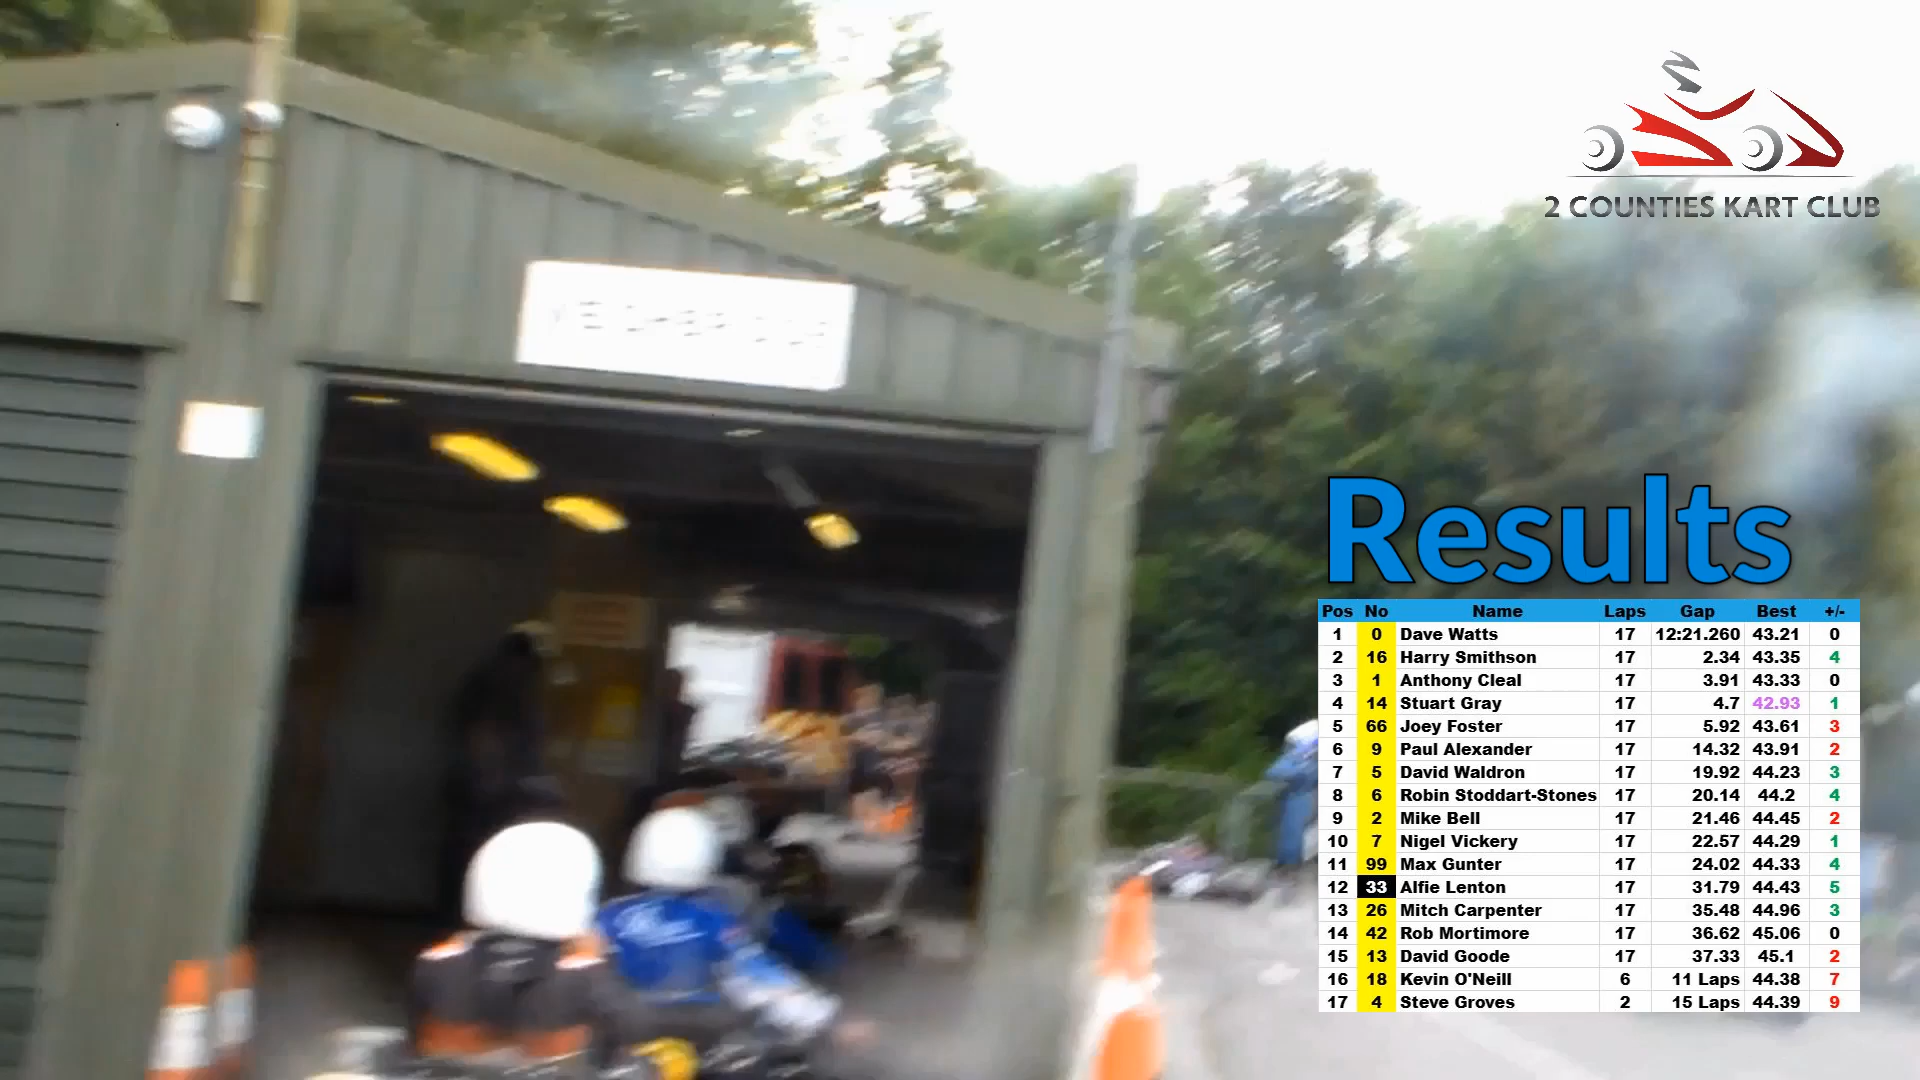 2 COUNTIES KART CLUB
Results
Pos No Name Laps Gap Best +/-
1 0 Dave Watts 17 12:21.260 43.21 0
2 16 Harry Smithson 17 2.34 43.35 4
3 1 Anthony Cleal 17 3.91 43.33 0
4 14 Stuart Gray 17 4.7 42.93 1
5 66 Joey Foster 17 5.92 43.61 3
6 9 Paul Alexander 17 14.32 43.91 2
7 5 David Waldron 17 19.92 44.23 3
8 6 Robin Stoddart-Stones 17 20.14 44.2 4
9 2 Mike Bell 17 21.46 44.45 2
10 7 Nigel Vickery 17 22.57 44.29 1
11 99 Max Gunter 17 24.02 44.33 4
12 33 Alfie Lenton 17 31.79 44.43 5
13 26 Mitch Carpenter 17 35.48 44.96 3
14 42 Rob Mortimore 17 36.62 45.06 0
15 13 David Goode 17 37.33 45.1 2
16 18 Kevin O'Neill 6 11 Laps 44.38 7
17 4 Steve Groves 2 15 Laps 44.39 9